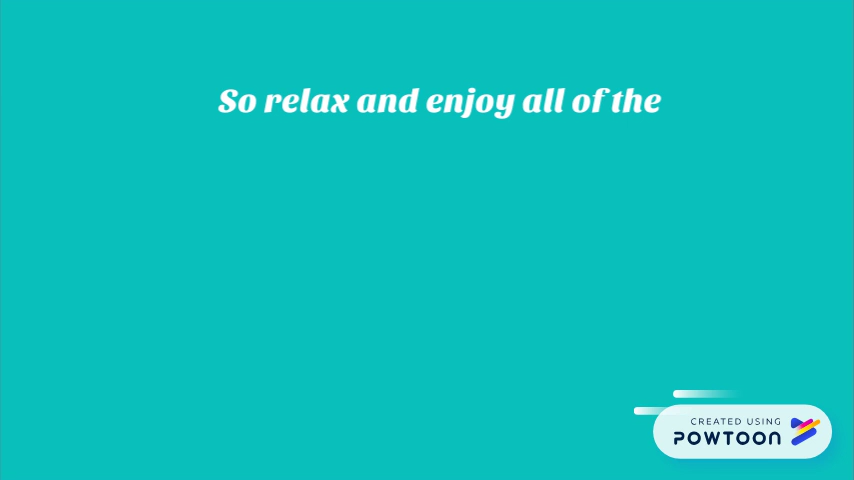 So relax and enjoy all of the
CREATED USING
POWTOON